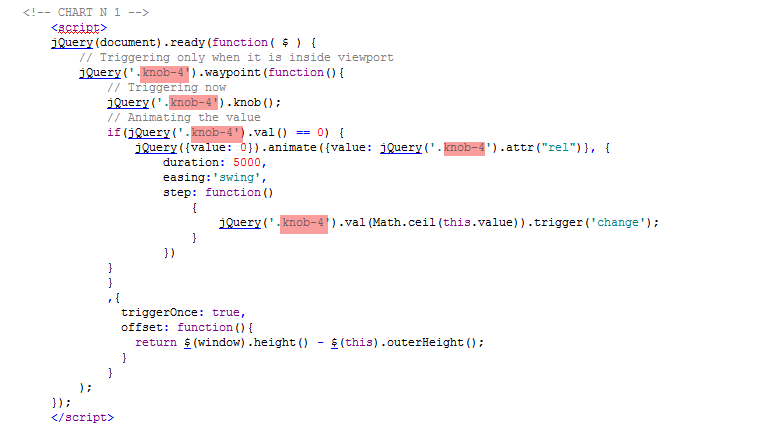 <!-- CHART N 1 -->
<script>
jQuery(document).ready(function( $ ) {
// Triggering only when it is inside viewport
jQuery('.knob-4').waypoint(function(){
// Triggering now
jQuery('.knob-4').knob();
// Animating the value
if(jQuery('.knob-4').val() == 0) {
jQuery({value: 0}).animate({value: jQuery('.knob-4').attr("rel")}, {
duration: 5000,
easing:'swing',
step: function()
{
jQuery('.knob-4').val(Math.ceil(this.value)).trigger('change');
}
})
}
}
,{
triggerOnce: true,
offset: function(){
return $(window).height() - $(this).outerHeight();
}
}
);
});
</script>